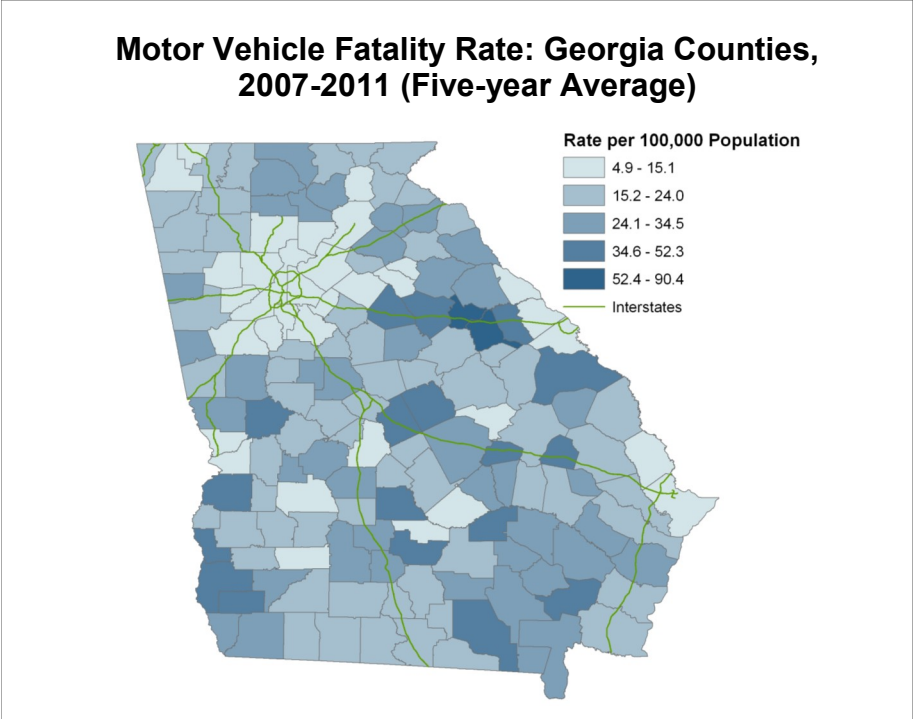 Motor Vehicle Fatality Rate: Georgia Counties,
2007-2011 (Five-year Average)
Rate per 100,000 Population
4.9 - 15.1
15.2 - 24.0
24.1 - 34.5
34.6 - 52.3
52.4 - 90.4
Interstates